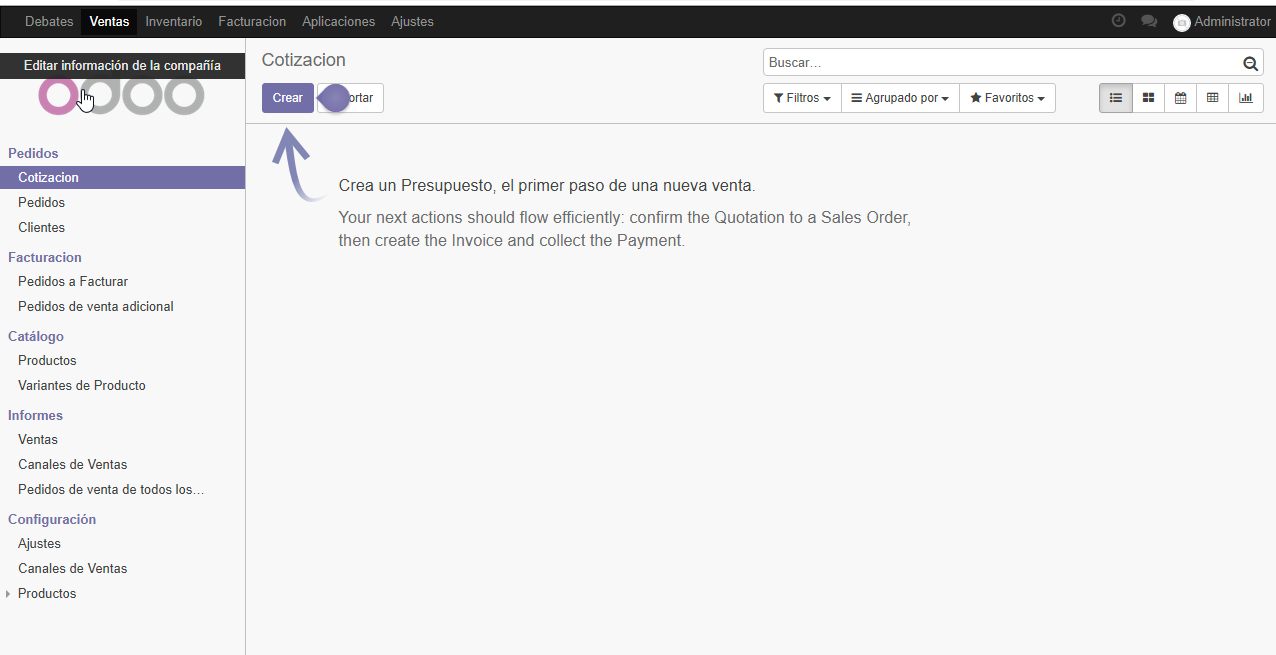 Debates Ventas Inventario Facturacion Aplicaciones Ajustes Administrator
Editar información de la compañía
Cotizacion
Buscar...
Crear ortar
Filtros Agrupado por Favoritos
Pedidos
Cotizacion
Pedidos
Clientes
Facturacion
Pedidos a Facturar
Pedidos de venta adicional
Catálogo
Productos
Variantes de Producto
Informes
Ventas
Canales de Ventas
Pedidos de venta de todos los...
Configuración
Ajustes
Canales de Ventas
Productos
Crea un Presupuesto, el primer paso de una nueva venta.
Your next actions should flow efficiently: confirm the Quotation to a Sales Order,
then create the Invoice and collect the Payment.